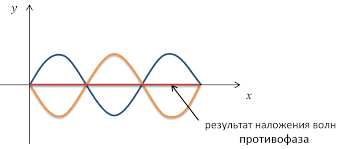 y
x
результат наложения волн
противофаза